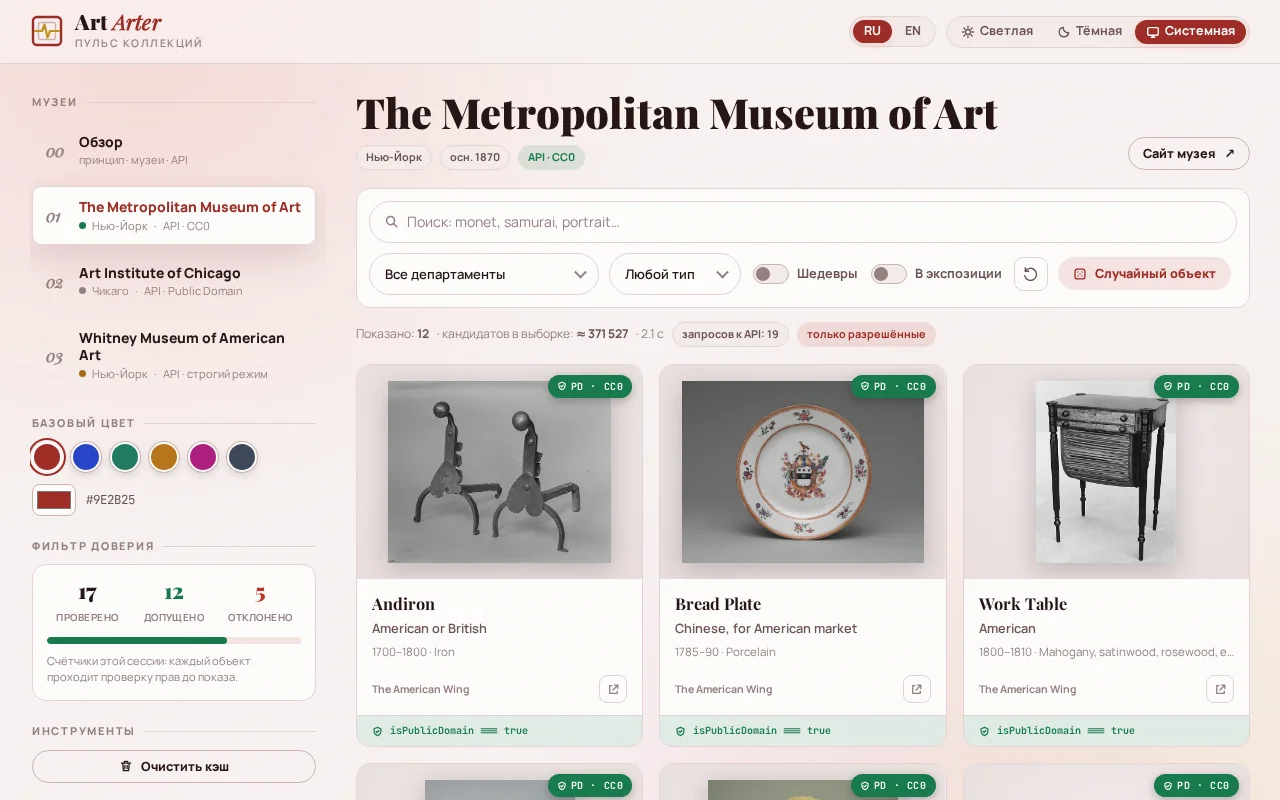 Art Arter
ПУЛЬС КОЛЛЕКЦИЙ
RU EN
Светлая Тёмная Системная
МУЗЕИ
00
Обзор
принцип · музеи · API
01
The Metropolitan Museum of Art
Нью-Йорк · API · CC0
02
Art Institute of Chicago
Чикаго · API · Public Domain
03
Whitney Museum of American
Art
Нью-Йорк · API · строгий режим
БАЗОВЫЙ ЦВЕТ
#9E2B25
ФИЛЬТР ДОВЕРИЯ
17 12 5
ПРОВЕРЕНО ДОПУЩЕНО ОТКЛОНЕНО
Счётчики этой сессии: каждый объект
проходит проверку прав до показа.
ИНСТРУМЕНТЫ
Очистить кэш
The Metropolitan Museum of Art
Нью-Йорк осн. 1870 API · CC0
Сайт музея ↗
Поиск: monet, samurai, portrait…
Все департаменты Любой тип Шедевры В экспозиции Случайный объект
Показано: 12 · кандидатов в выборке: ≈ 371 527 · 2.1 с запросов к API: 19 только разрешённые
PD · CC0
Andiron
American or British
1700–1800 · Iron
The American Wing
isPublicDomain === true
PD · CC0
Bread Plate
Chinese, for American market
1785–90 · Porcelain
The American Wing
isPublicDomain === true
PD · CC0
Work Table
American
1800–1810 · Mahogany, satinwood, rosewood, e…
The American Wing
isPublicDomain === true
PD · CC0
PD · CC0
PD · CC0